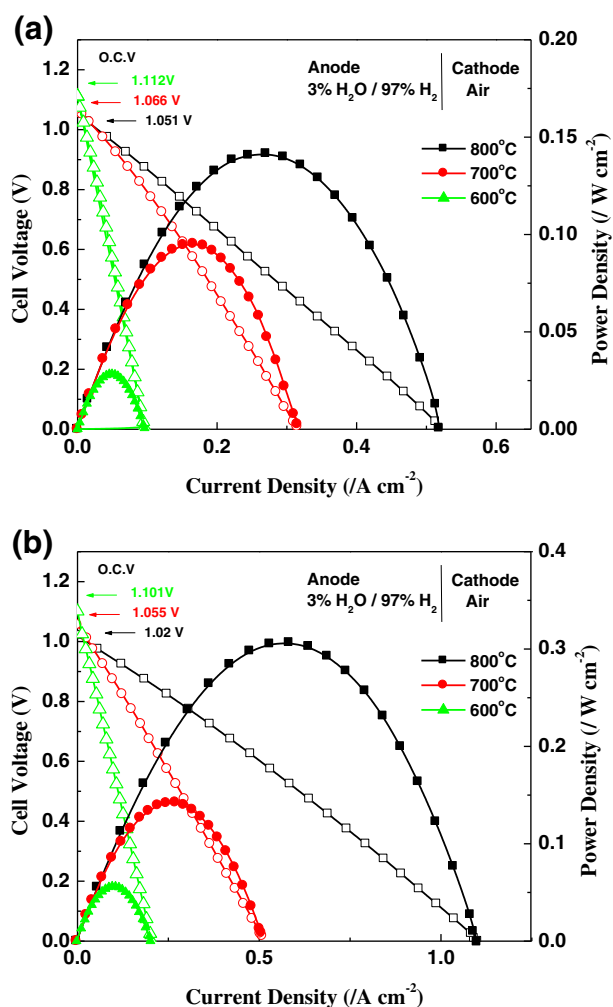 (a)
O.C.V
1.112V
1.066 V
1.051 V
Anode
3% H₂O / 97% H₂
Cathode
Air
800°C
700°C
600°C
Cell Voltage (V)
1.2
1.0
0.8
0.6
0.4
0.2
0.0
Power Density (/ W cm⁻²)
0.20
0.15
0.10
0.05
0.00
0.0 0.2 0.4 0.6
Current Density (/A cm⁻²)
(b)
O.C.V
1.101V
1.055 V
1.02 V
Anode
3% H₂O / 97% H₂
Cathode
Air
800°C
700°C
600°C
Cell Voltage (V)
1.2
1.0
0.8
0.6
0.4
0.2
0.0
Power Density (/ W cm⁻²)
0.4
0.3
0.2
0.1
0.0
0.0 0.5 1.0
Current Density (/A cm⁻²)